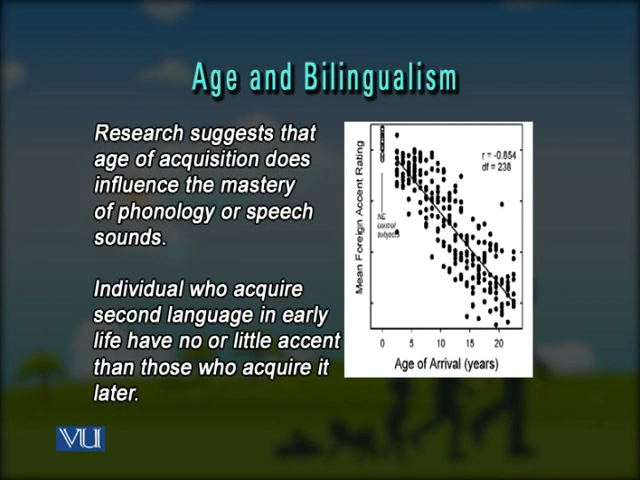 Age and Bilingualism
Research suggests that
age of acquisition does
influence the mastery
of phonology or speech
sounds.
Individual who acquire
second language in early
life have no or little accent
than those who acquire it
later.
Mean Foreign Accent Rating
r = -0.854
df = 238
NE
control
subjects
0 5 10 15 20
Age of Arrival (years)
VU